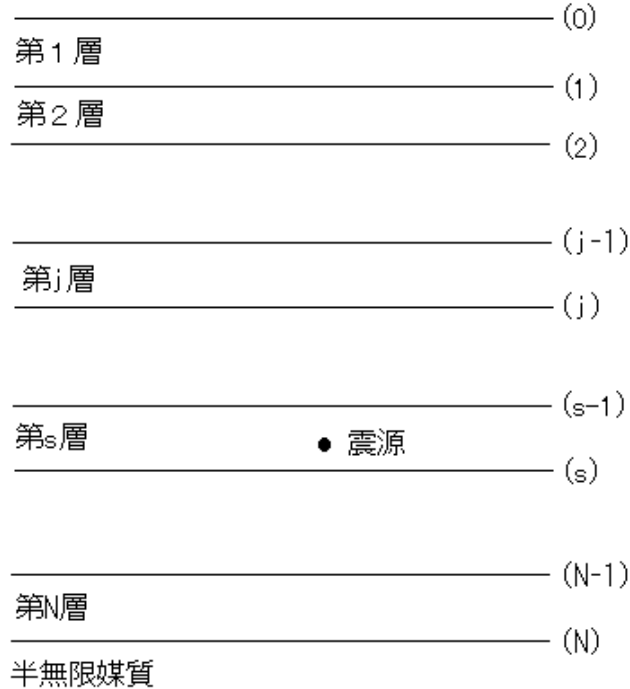 (0)
第1層
(1)
第2層
(2)
(j-1)
第j層
(j)
(s-1)
第s層 ● 震源
(s)
(N-1)
第N層
(N)
半無限媒質